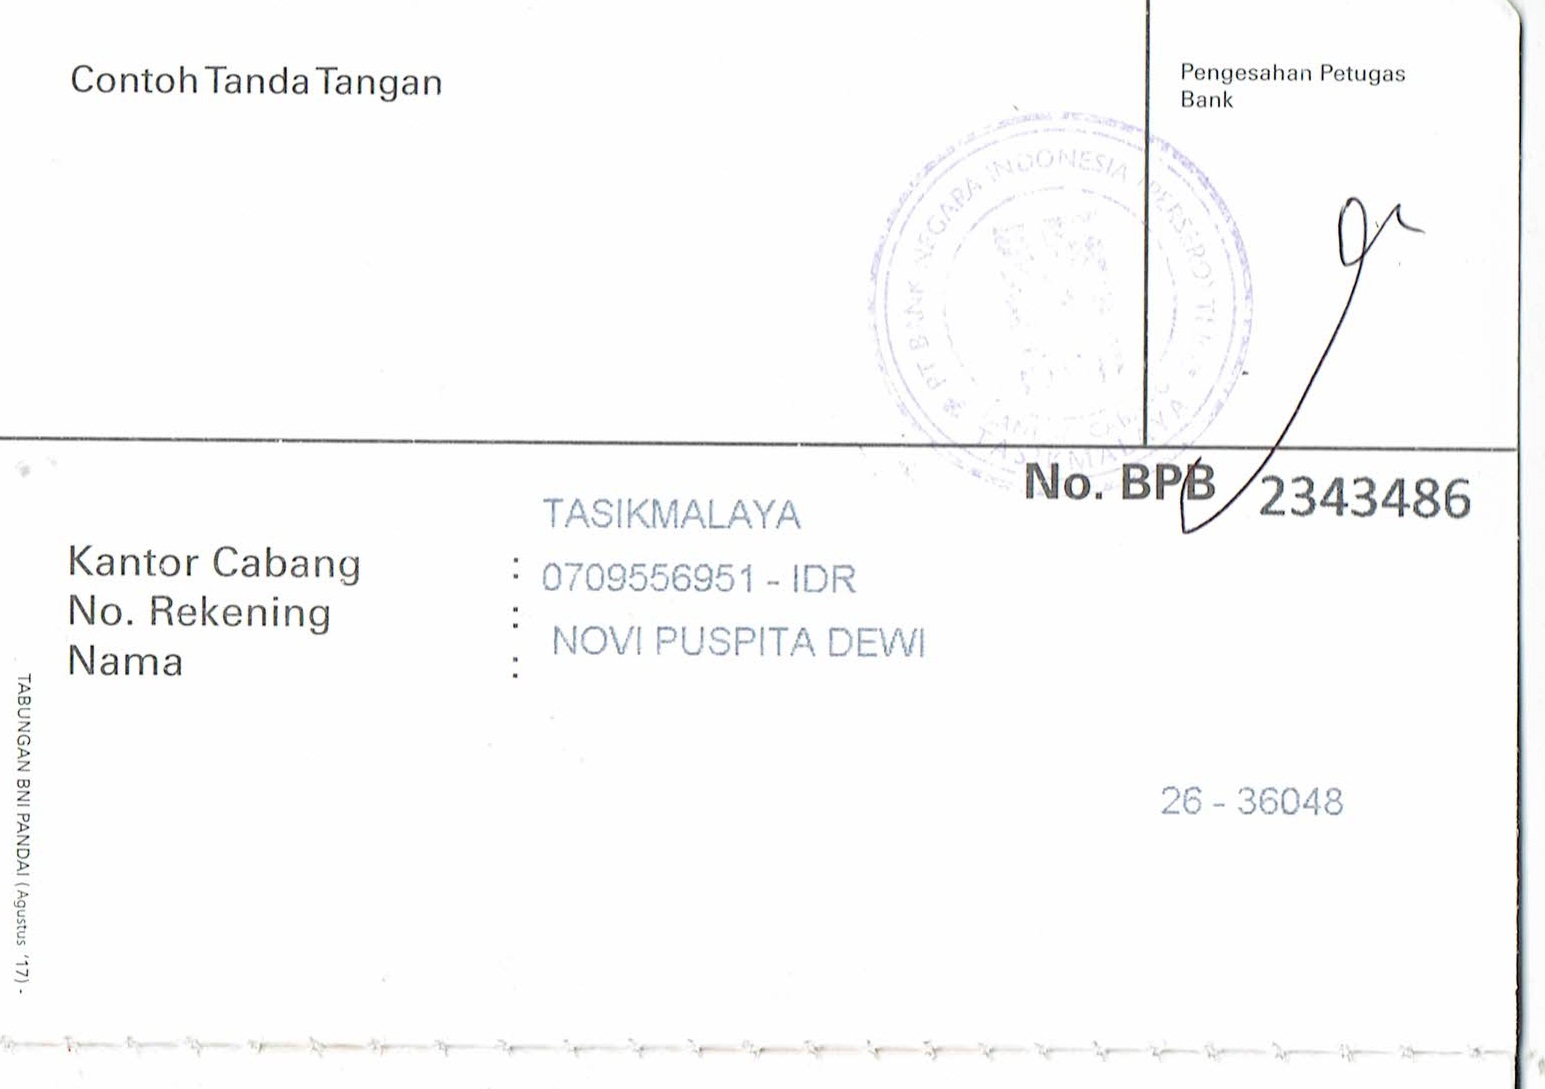 Contoh Tanda Tangan
Pengesahan Petugas
Bank
PT BANK NEGARA INDONESIA (PERSERO) Tbk
TASIKMALAYA
No. BPB 2343486
TASIKMALAYA
Kantor Cabang :
0709556951 - IDR
No. Rekening :
NOVI PUSPITA DEWI
Nama :
26 - 36048
TABUNGAN BNI PANDAI (Agustus '17) -